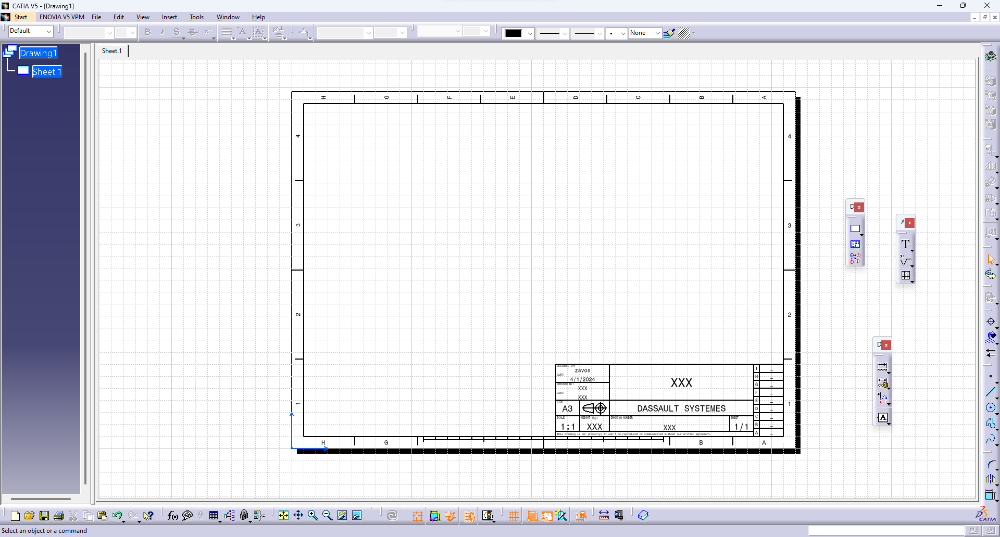 CATIA V5 - [Drawing1]
Start ENOVIA V5 VPM File Edit View Insert Tools Window Help
Default
B I S S x
None
Drawing1
Sheet.1
Sheet.1
H G F E D C B A
4 4
3 3
2 2
1 1
H G B A
D
A
T
D
A
DESIGNED BY:
zavos
DATE:
4/1/2024
CHECKED BY:
XXX
DATE:
XXX
SIZE
A3
XXX
DASSAULT SYSTEMES
SCALE
1:1
WEIGHT (kg)
XXX
DRAWING NUMBER
XXX
SHEET
1/1
I _
H _
G _
F _
E _
D _
C _
B _
A _
This drawing is our property; it can't be reproduced or communicated without our written agreement.
f(x)
CATIA
Select an object or a command